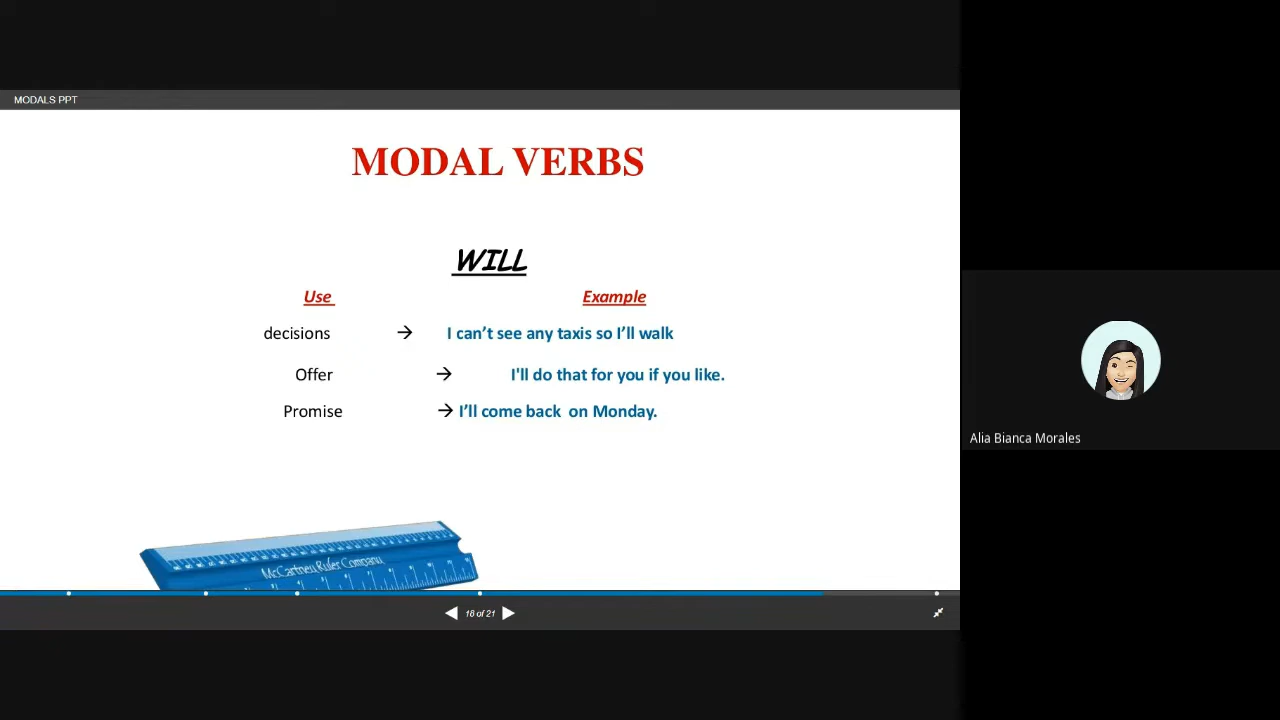 MODALS PPT
MODAL VERBS
WILL
Use Example
decisions → I can’t see any taxis so I’ll walk
Offer → I'll do that for you if you like.
Promise → I’ll come back on Monday.
McCartney Ruler Company
18 of 21
Alia Bianca Morales